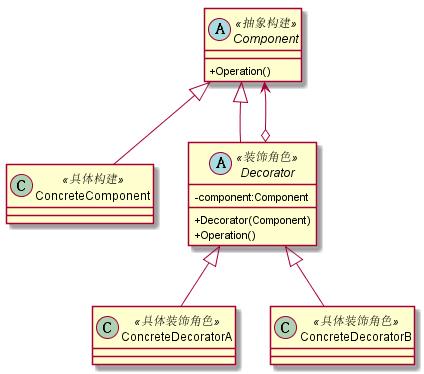 A «抽象构建»
Component
+Operation()
C «具体构建»
ConcreteComponent
A «装饰角色»
Decorator
-component:Component
+Decorator(Component)
+Operation()
C «具体装饰角色»
ConcreteDecoratorA
C «具体装饰角色»
ConcreteDecoratorB